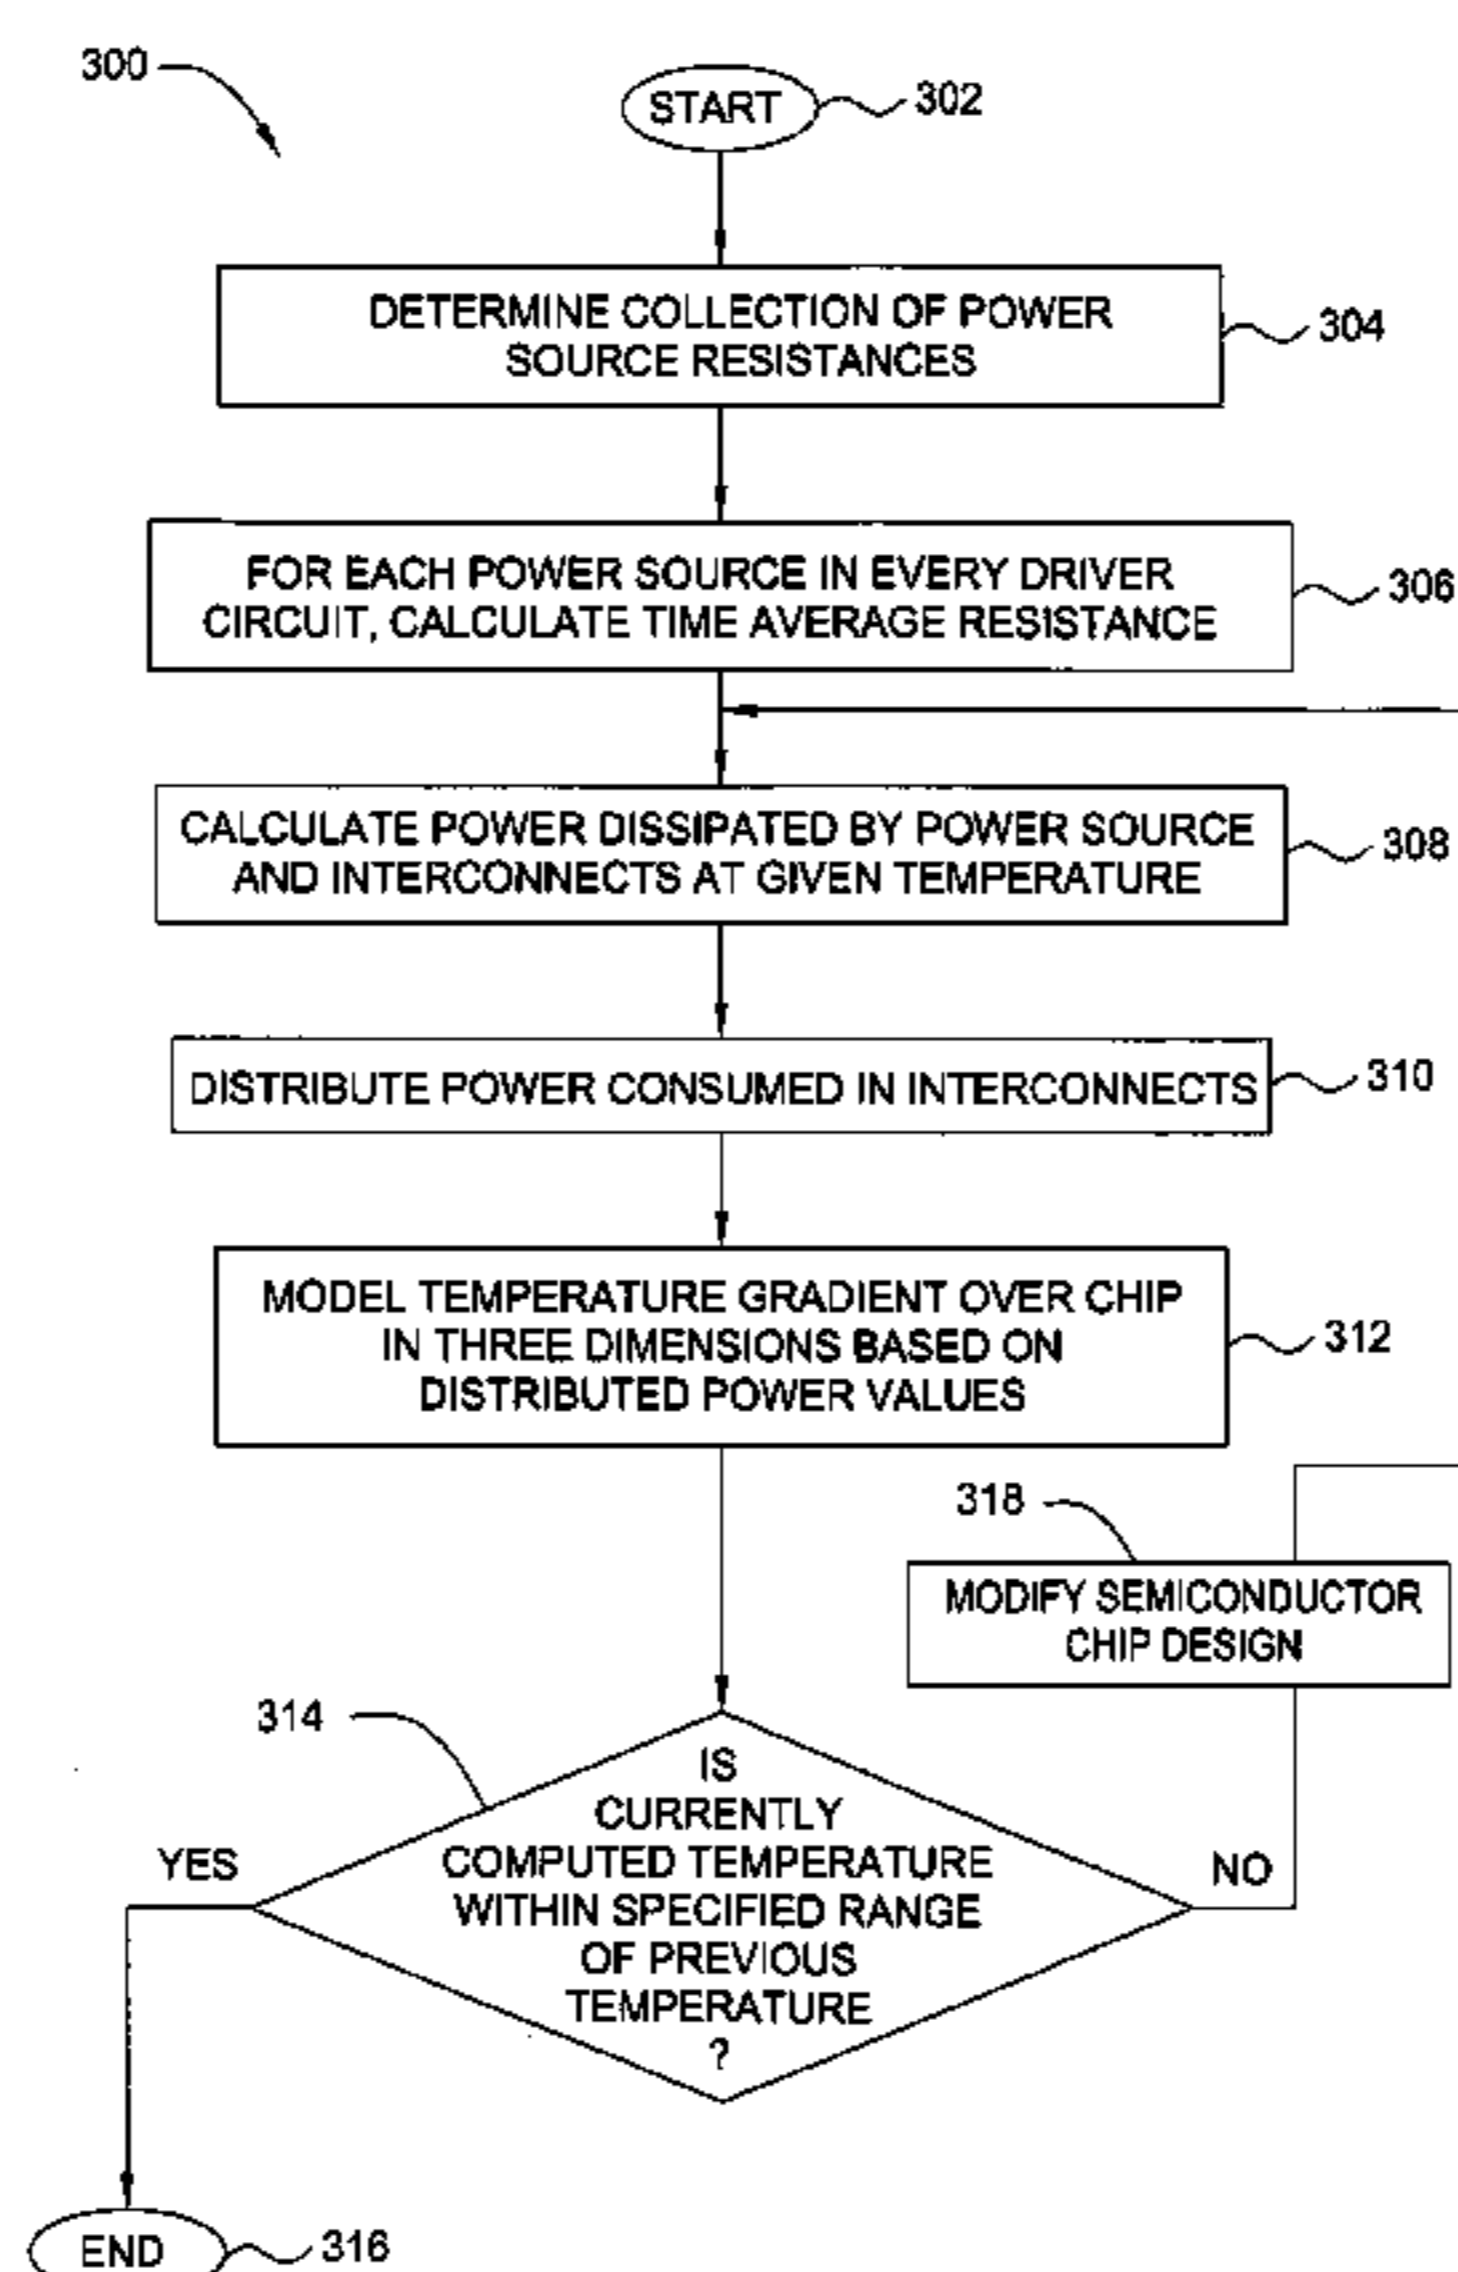 300
START
302
DETERMINE COLLECTION OF POWER
SOURCE RESISTANCES
304
FOR EACH POWER SOURCE IN EVERY DRIVER
CIRCUIT, CALCULATE TIME AVERAGE RESISTANCE
306
CALCULATE POWER DISSIPATED BY POWER SOURCE
AND INTERCONNECTS AT GIVEN TEMPERATURE
308
DISTRIBUTE POWER CONSUMED IN INTERCONNECTS
310
MODEL TEMPERATURE GRADIENT OVER CHIP
IN THREE DIMENSIONS BASED ON
DISTRIBUTED POWER VALUES
312
318
MODIFY SEMICONDUCTOR
CHIP DESIGN
314
IS
CURRENTLY
COMPUTED TEMPERATURE
WITHIN SPECIFIED RANGE
OF PREVIOUS
TEMPERATURE
?
YES
NO
END
316